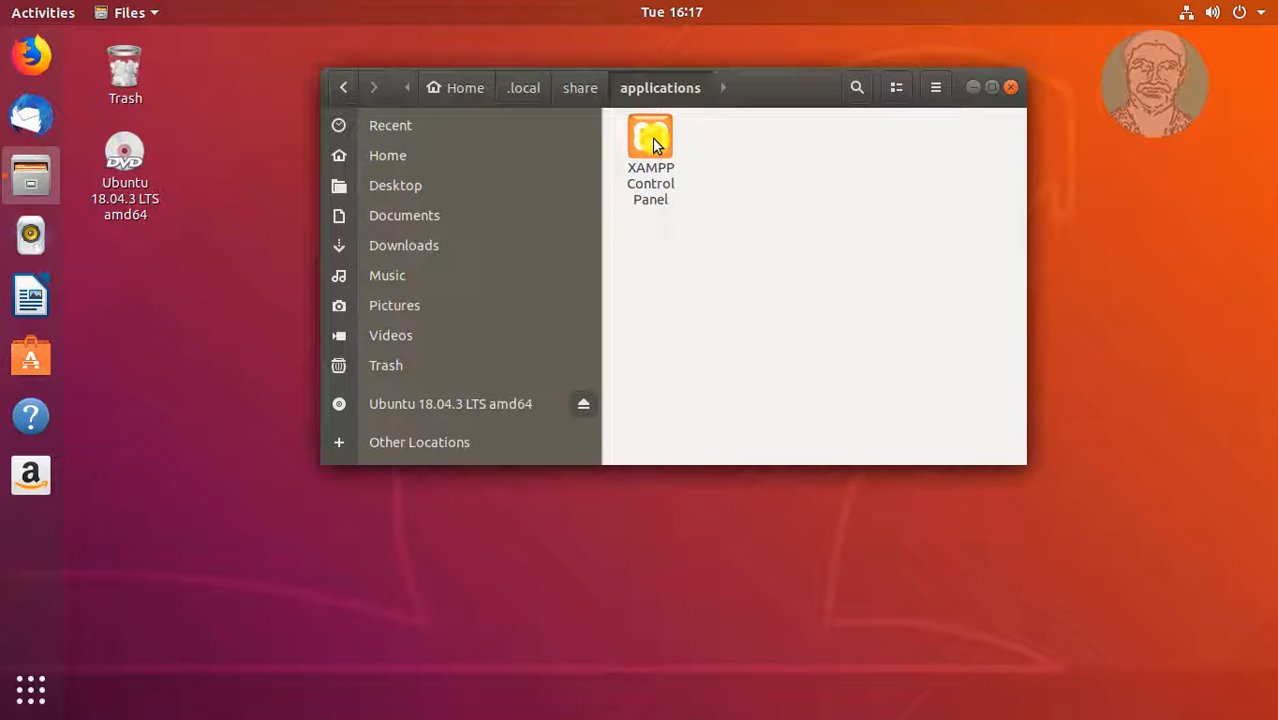 Activities
Files
Tue 16:17
Trash
DVD
Ubuntu
18.04.3 LTS
amd64
Home
.local
share
applications
Recent
Home
Desktop
Documents
Downloads
Music
Pictures
Videos
Trash
Ubuntu 18.04.3 LTS amd64
Other Locations
XAMPP
Control
Panel